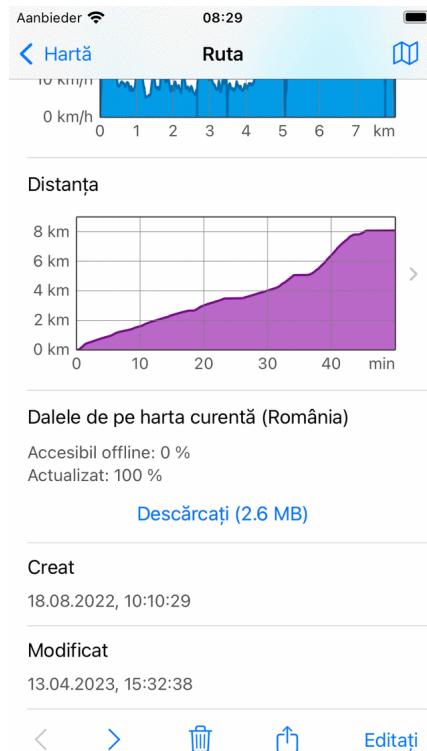 Aanbieder 08:29
Hartă Ruta
10 km/h
0 km/h
0 1 2 3 4 5 6 7 km
Distanța
8 km
6 km
4 km
2 km
0 km
0 10 20 30 40 min
Dalele de pe harta curentă (România)
Accesibil offline: 0 %
Actualizat: 100 %
Descărcați (2.6 MB)
Creat
18.08.2022, 10:10:29
Modificat
13.04.2023, 15:32:38
Editați